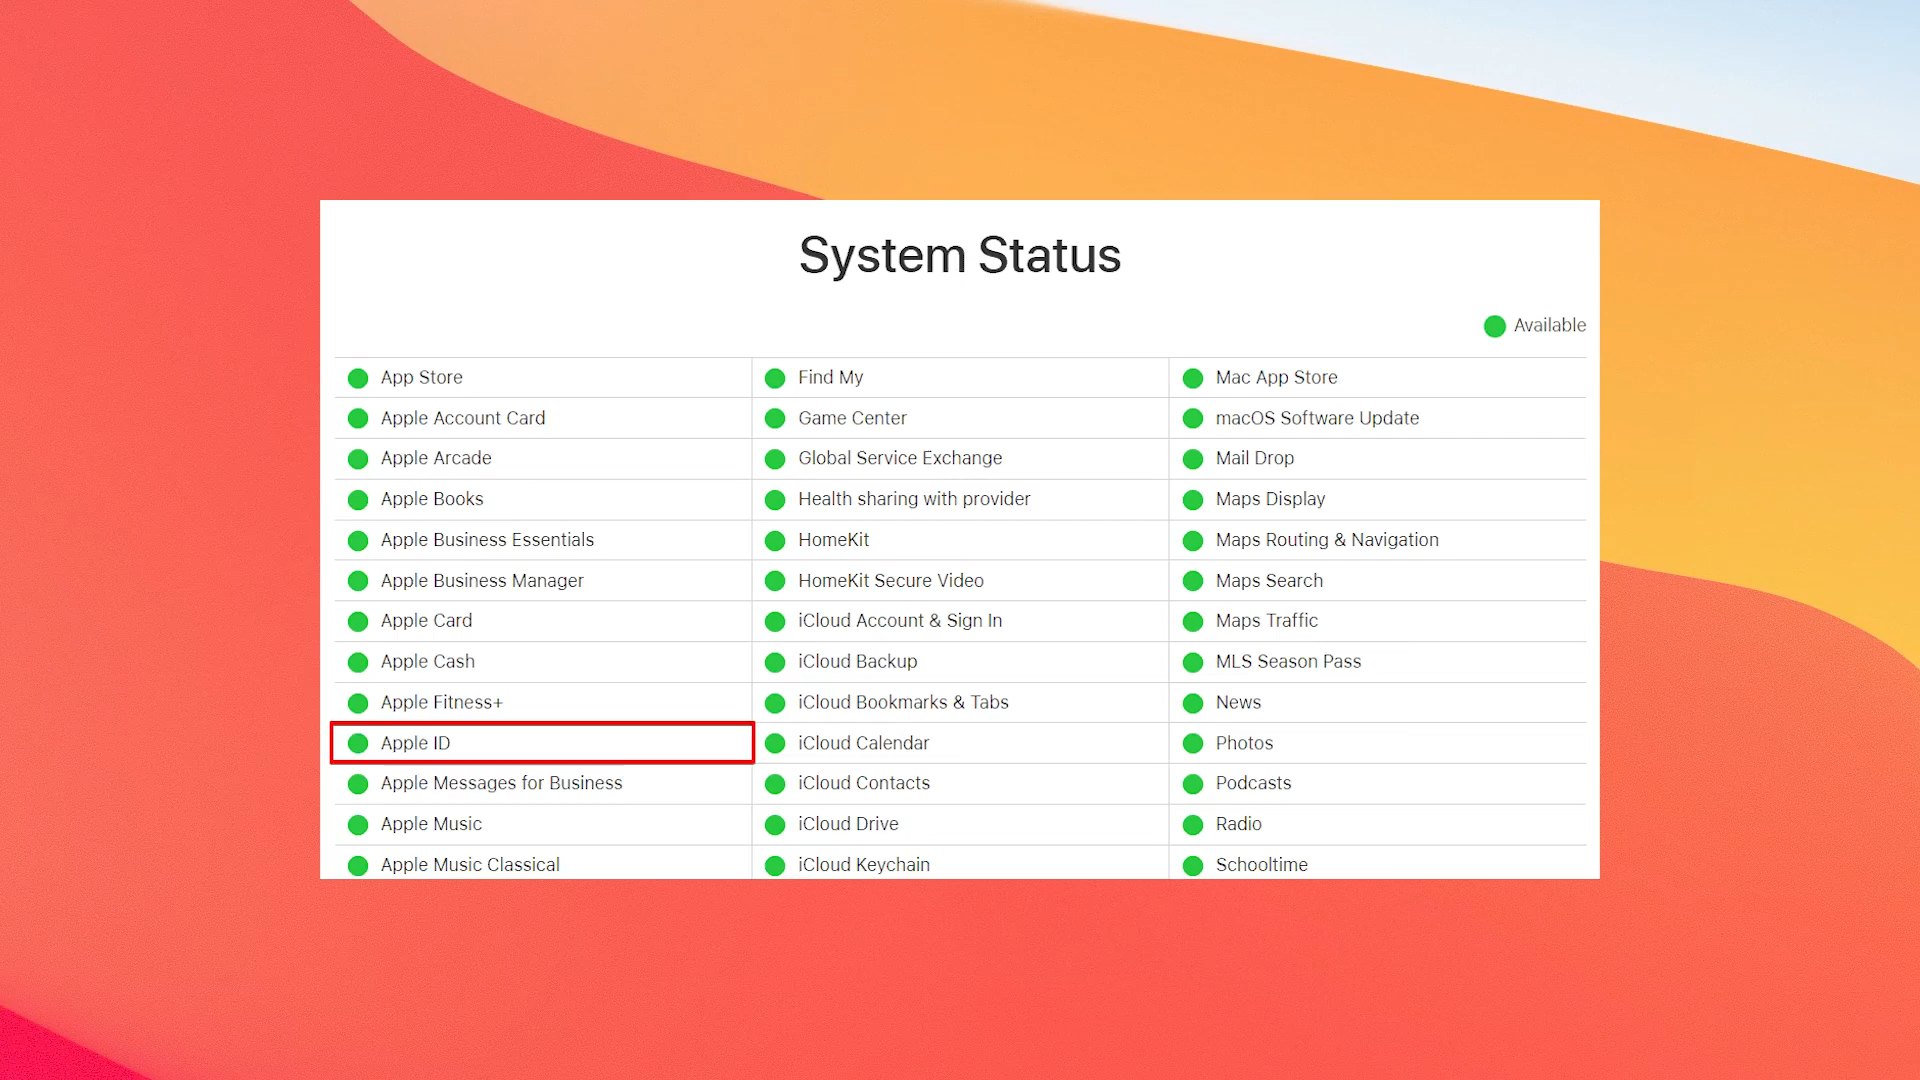 System Status
Available
App Store
Find My
Mac App Store
Apple Account Card
Game Center
macOS Software Update
Apple Arcade
Global Service Exchange
Mail Drop
Apple Books
Health sharing with provider
Maps Display
Apple Business Essentials
HomeKit
Maps Routing & Navigation
Apple Business Manager
HomeKit Secure Video
Maps Search
Apple Card
iCloud Account & Sign In
Maps Traffic
Apple Cash
iCloud Backup
MLS Season Pass
Apple Fitness+
iCloud Bookmarks & Tabs
News
Apple ID
iCloud Calendar
Photos
Apple Messages for Business
iCloud Contacts
Podcasts
Apple Music
iCloud Drive
Radio
Apple Music Classical
iCloud Keychain
Schooltime